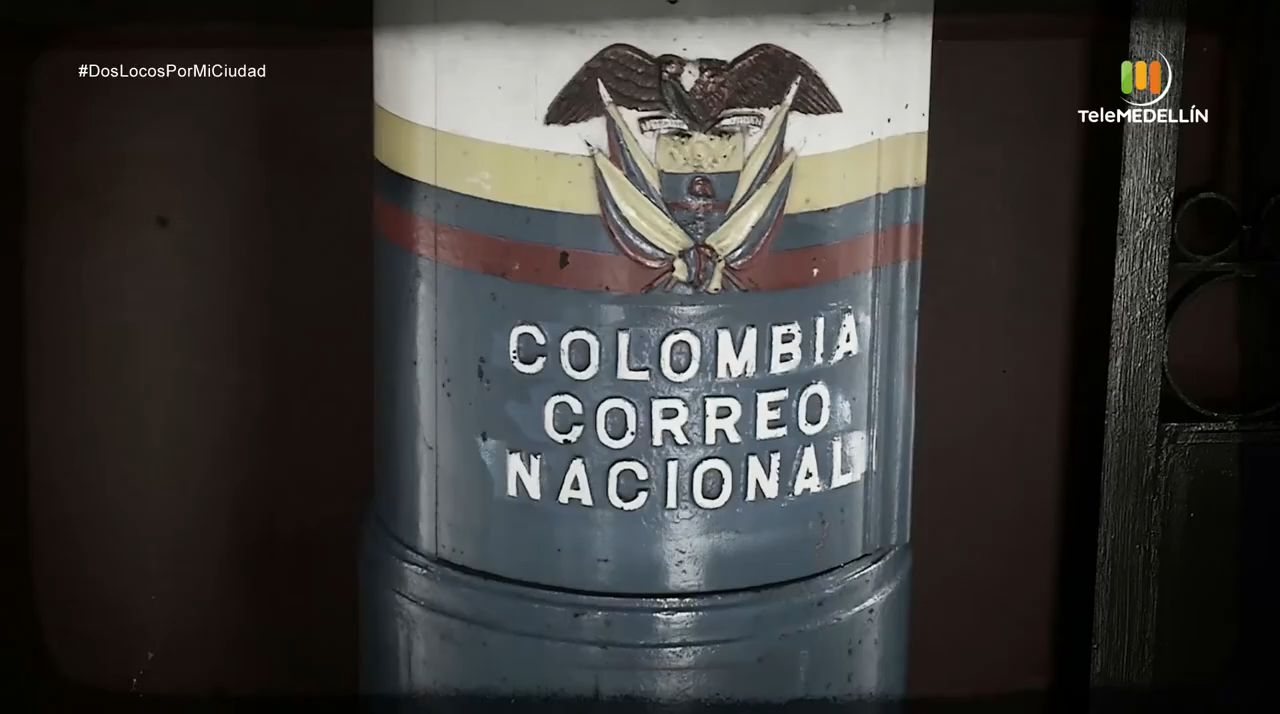 #DosLocosPorMiCiudad
TeleMEDELLÍN
COLOMBIA
CORREO
NACIONAL